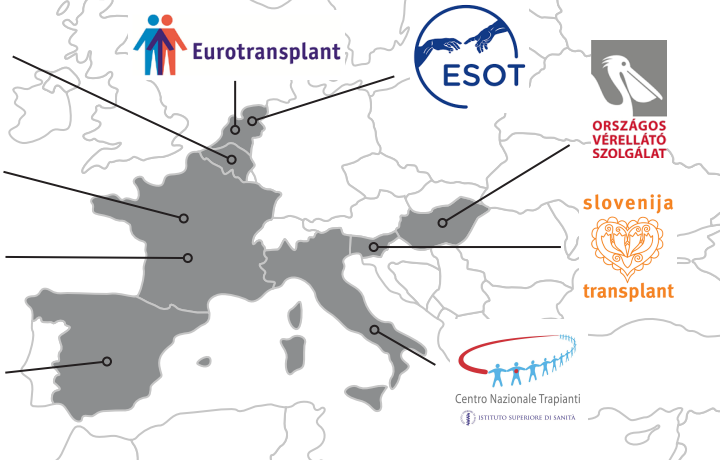 Eurotransplant
ESOT
ORSZÁGOS
VÉRELLÁTÓ
SZOLGÁLAT
slovenija
transplant
Centro Nazionale Trapianti
ISTITUTO SUPERIORE DI SANITÀ